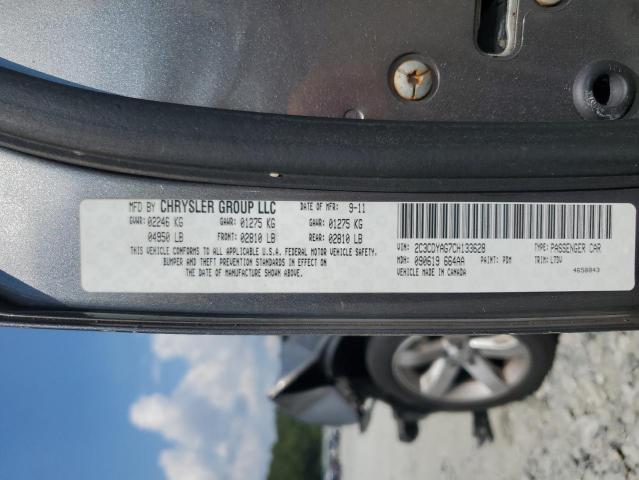 MFD BY CHRYSLER GROUP LLC DATE OF MFR: 9-11
GVWR: 02246 KG GAWR: 01275 KG GAWR: 01275 KG
04950 LB FRONT: 02810 LB REAR: 02810 LB
THIS VEHICLE CONFORMS TO ALL APPLICABLE U.S.A. FEDERAL MOTOR VEHICLE SAFETY,
BUMPER AND THEFT PREVENTION STANDARDS IN EFFECT ON
THE DATE OF MANUFACTURE SHOWN ABOVE.
VIN: 2C3CDYAG7CH133628 TYPE: PASSENGER CAR
MDH: 090619 664AA PAINT: PDM TRIM: LTDV
VEHICLE MADE IN CANADA 4658843